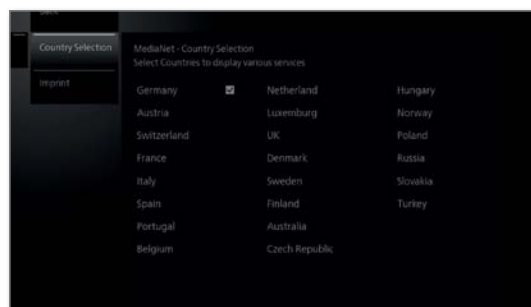 Back
Country Selection
Imprint
MediaNet - Country Selection
Select Countries to display various services
Germany Netherland Hungary
Austria Luxemburg Norway
Switzerland UK Poland
France Denmark Russia
Italy Sweden Slovakia
Spain Finland Turkey
Portugal Australia
Belgium Czech Republic